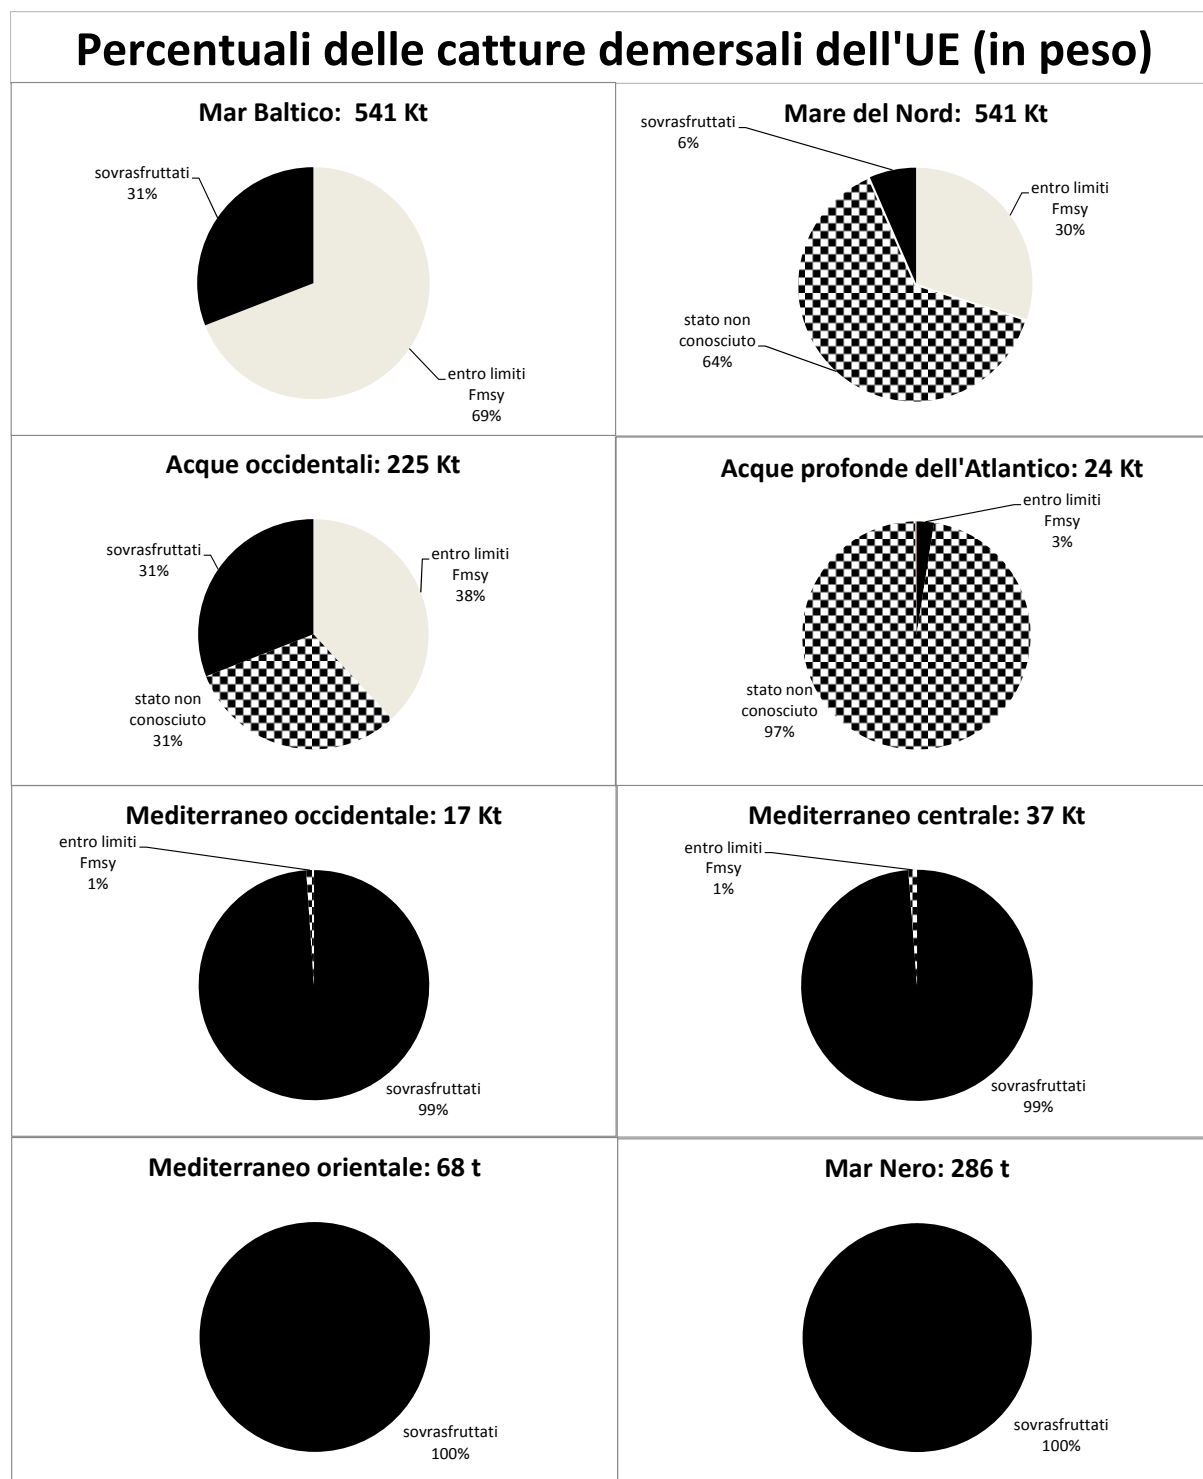 Percentuali delle catture demersali dell'UE (in peso)
Mar Baltico:  541 Kt
sovrasfruttati
31%
entro limiti
Fmsy
69%
Mare del Nord:  541 Kt
sovrasfruttati
6%
entro limiti
Fmsy
30%
stato non
conosciuto
64%
Acque occidentali: 225 Kt
sovrasfruttati
31%
entro limiti
Fmsy
38%
stato non
conosciuto
31%
Acque profonde dell'Atlantico: 24 Kt
entro limiti
Fmsy
3%
stato non
conosciuto
97%
Mediterraneo occidentale: 17 Kt
entro limiti
Fmsy
1%
sovrasfruttati
99%
Mediterraneo centrale: 37 Kt
entro limiti
Fmsy
1%
sovrasfruttati
99%
Mediterraneo orientale: 68 t
sovrasfruttati
100%
Mar Nero: 286 t
sovrasfruttati
100%